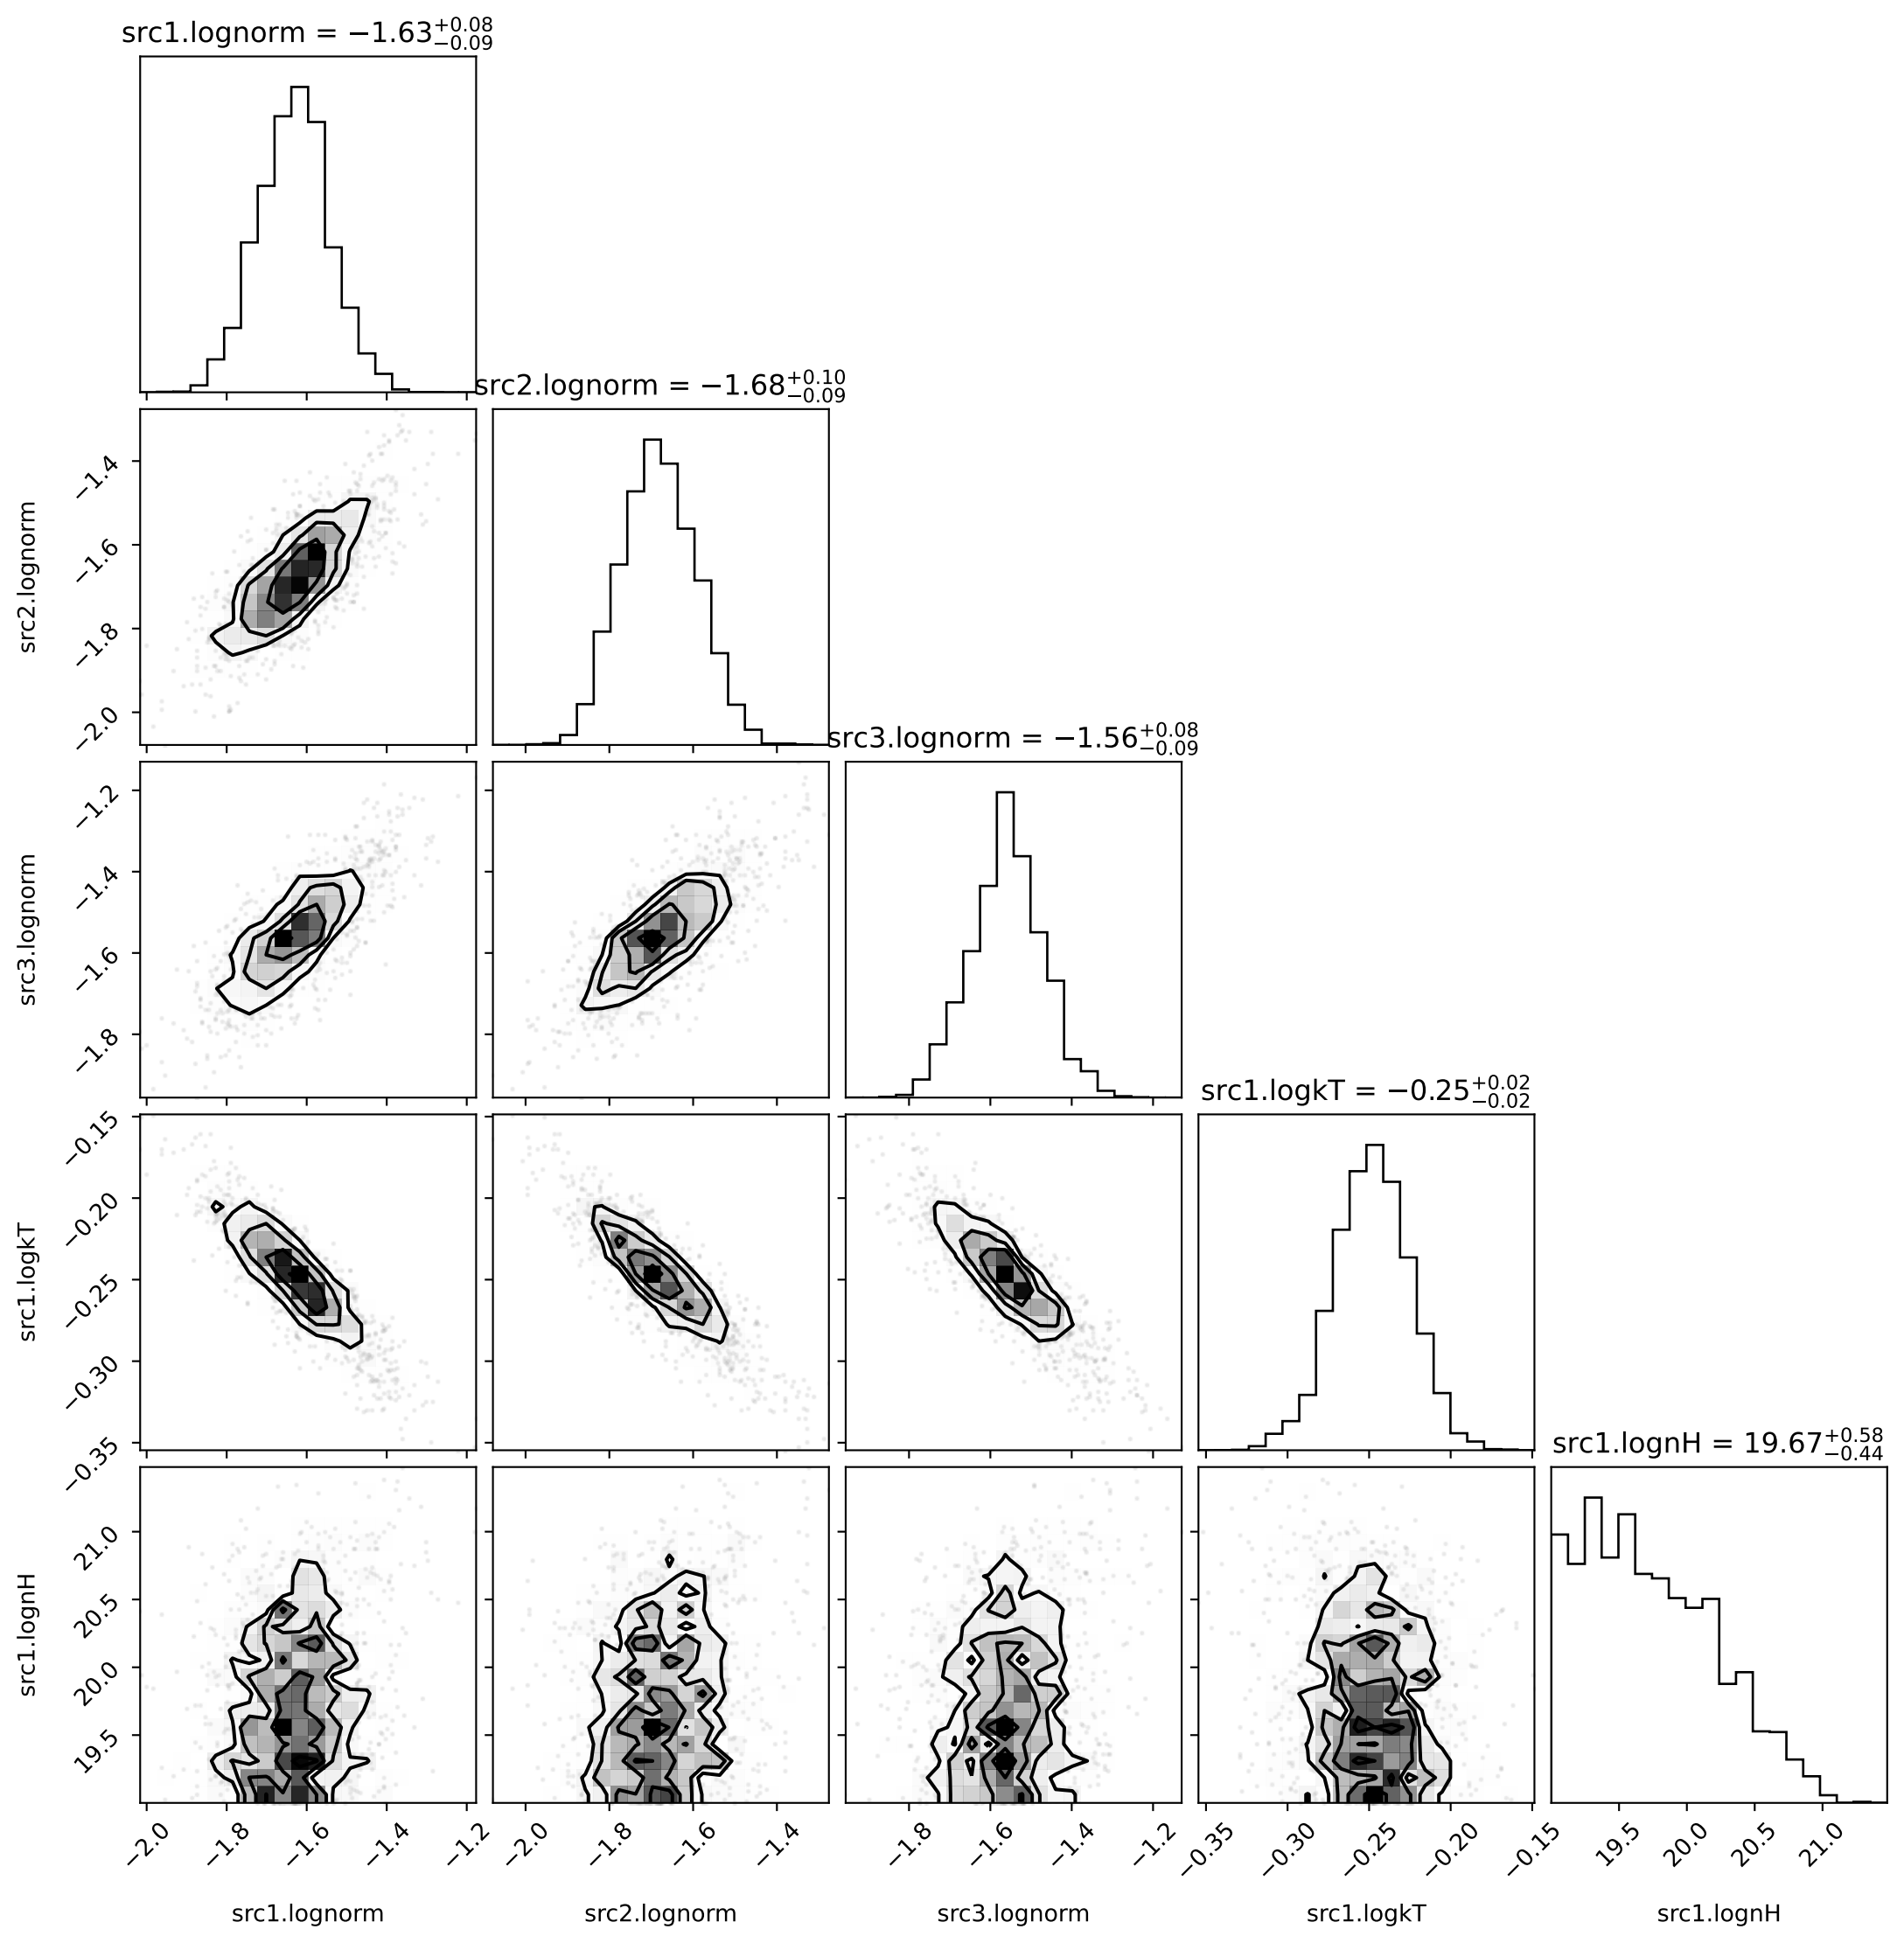 src1.lognorm = −1.63+0.08 −0.09
src2.lognorm = −1.68+0.10 −0.09
−1.4
−1.6
−1.8
−2.0
src2.lognorm
src3.lognorm = −1.56+0.08 −0.09
−1.2
−1.4
−1.6
−1.8
src3.lognorm
src1.logkT = −0.25+0.02 −0.02
−0.15
−0.20
−0.25
−0.30
−0.35
src1.logkT
src1.lognH = 19.67+0.58 −0.44
21.0
20.5
20.0
19.5
src1.lognH
−2.0 −1.8 −1.6 −1.4 −1.2
−2.0 −1.8 −1.6 −1.4
−1.8 −1.6 −1.4 −1.2
−0.35 −0.30 −0.25 −0.20 −0.15
19.5 20.0 20.5 21.0
src1.lognorm
src2.lognorm
src3.lognorm
src1.logkT
src1.lognH